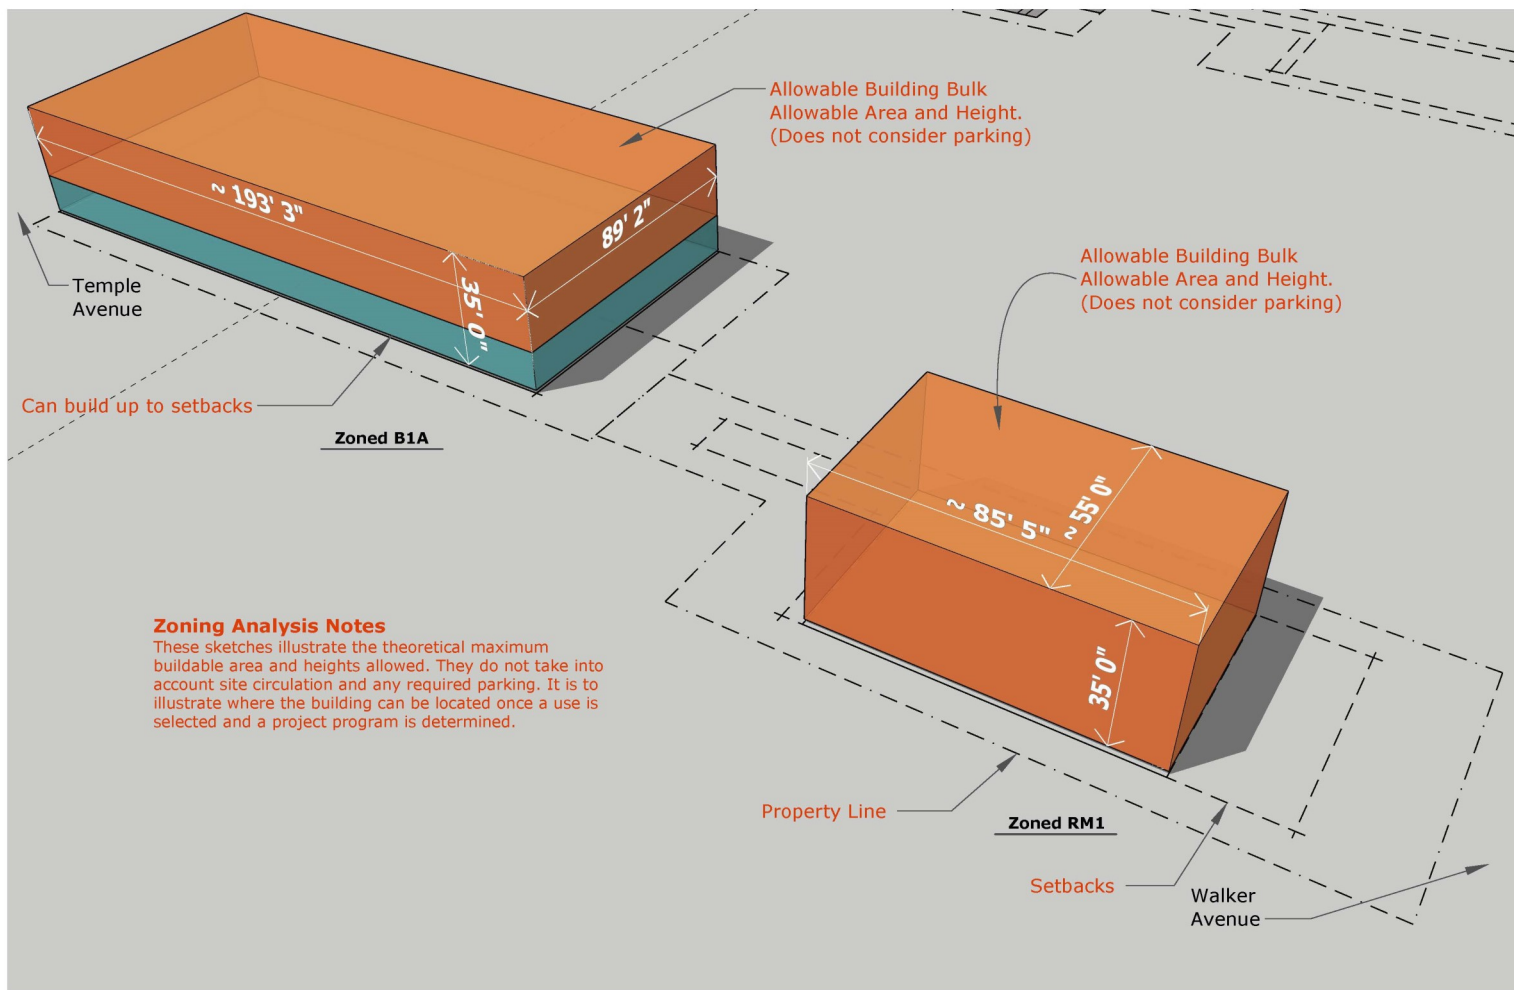 Allowable Building Bulk
Allowable Area and Height.
(Does not consider parking)
~ 193' 3"
89' 2"
35' 0"
Temple
Avenue
Can build up to setbacks
Zoned B1A
Allowable Building Bulk
Allowable Area and Height.
(Does not consider parking)
~ 85' 5"
~ 55' 0"
35' 0"
Zoning Analysis Notes
These sketches illustrate the theoretical maximum
buildable area and heights allowed. They do not take into
account site circulation and any required parking. It is to
illustrate where the building can be located once a use is
selected and a project program is determined.
Property Line
Zoned RM1
Setbacks
Walker
Avenue